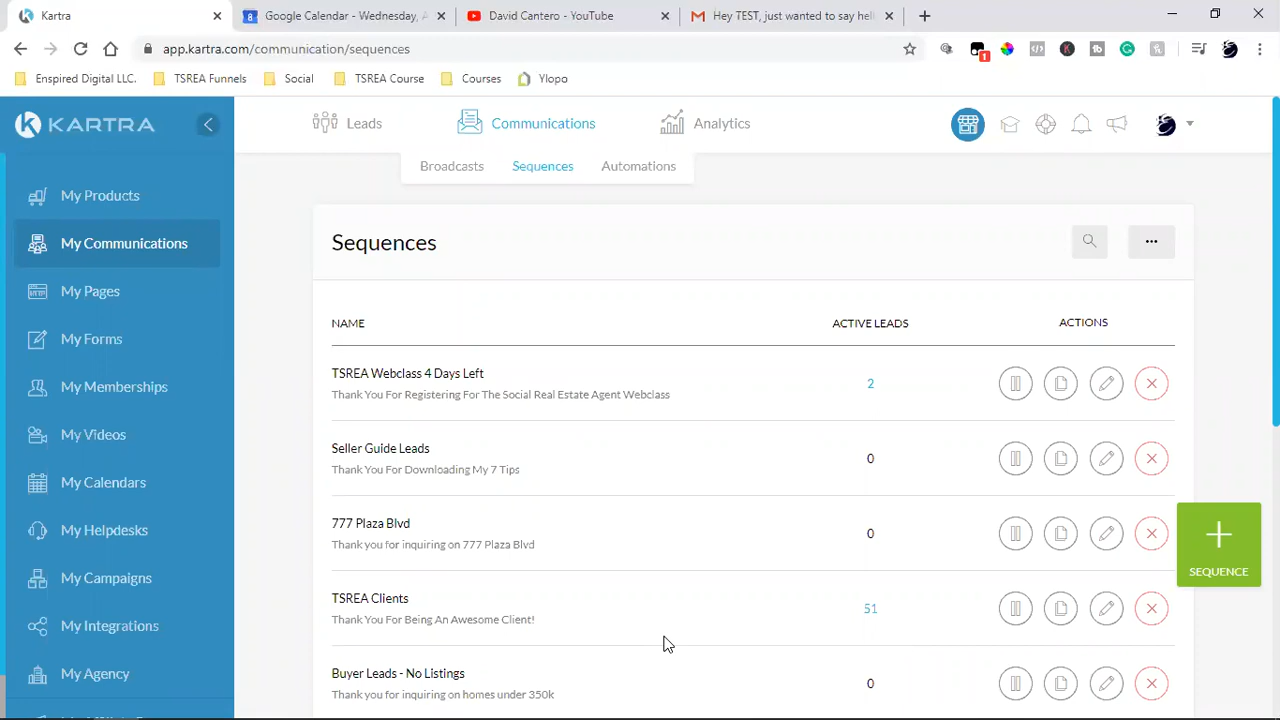 Kartra
8
Google Calendar - Wednesday, A
David Cantero - YouTube
Hey TEST, just wanted to say hell
app.kartra.com/communication/sequences
1
Enspired Digital LLC.
TSREA Funnels
Social
TSREA Course
Courses
Ylopo
KARTRA
Leads
Communications
Analytics
Broadcasts
Sequences
Automations
My Products
My Communications
My Pages
My Forms
My Memberships
My Videos
My Calendars
My Helpdesks
My Campaigns
My Integrations
My Agency
Sequences
NAME
ACTIVE LEADS
ACTIONS
TSREA Webclass 4 Days Left
Thank You For Registering For The Social Real Estate Agent Webclass
2
Seller Guide Leads
Thank You For Downloading My 7 Tips
0
777 Plaza Blvd
Thank you for inquiring on 777 Plaza Blvd
0
TSREA Clients
Thank You For Being An Awesome Client!
51
Buyer Leads - No Listings
Thank you for inquiring on homes under 350k
0
SEQUENCE